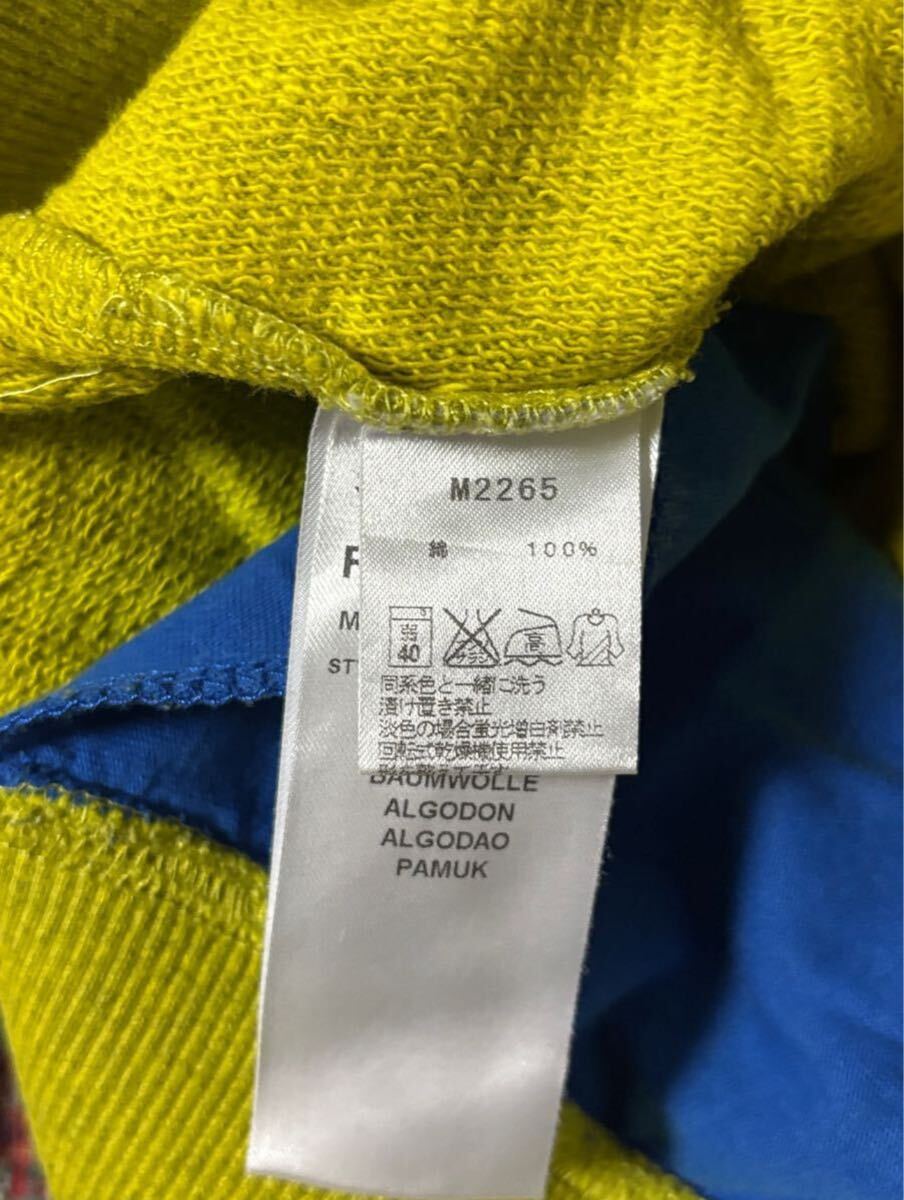 M2265
綿 100%
40
高
同系色と一緒に洗う
漬け置き禁止
淡色の場合蛍光増白剤禁止
回転式乾燥機使用禁止
BAUMWOLLE
ALGODON
ALGODAO
PAMUK